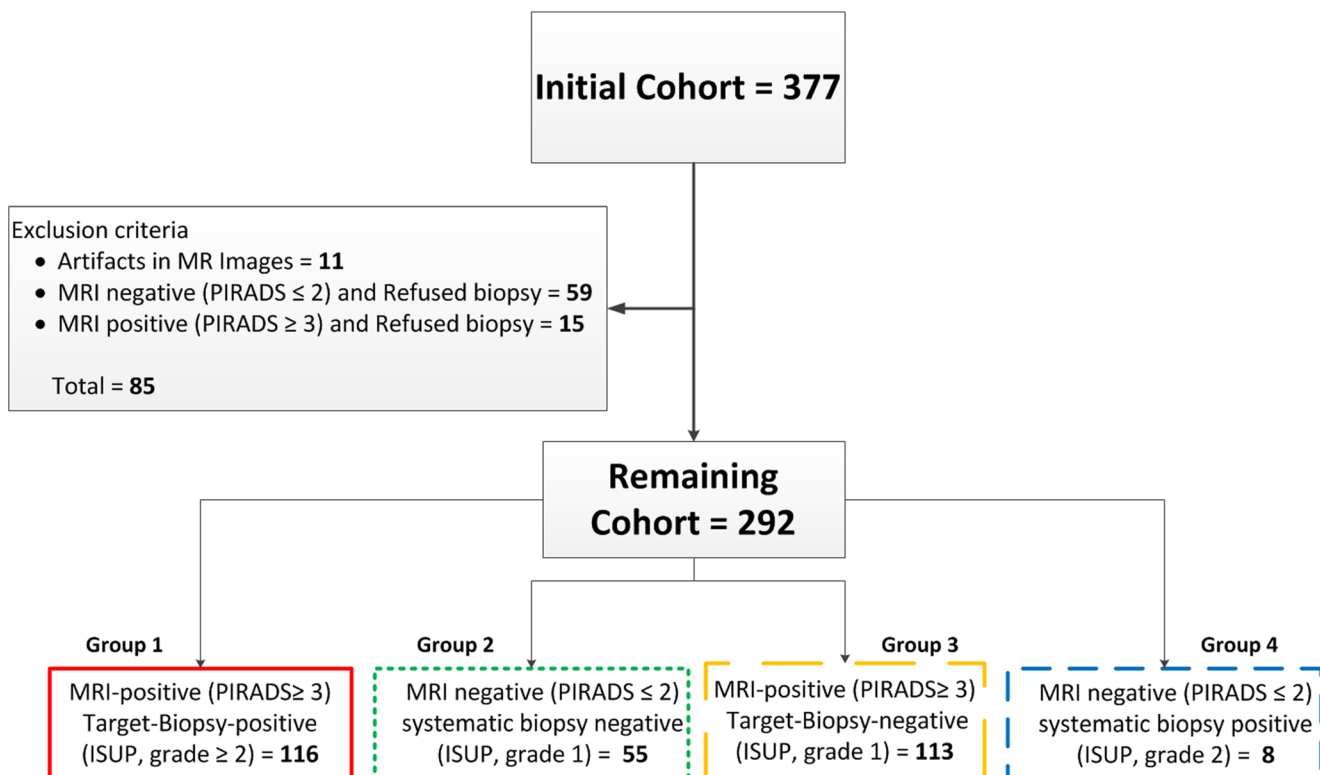 Initial Cohort = 377
Exclusion criteria
• Artifacts in MR Images = 11
• MRI negative (PIRADS ≤ 2) and Refused biopsy = 59
• MRI positive (PIRADS ≥ 3) and Refused biopsy = 15
Total = 85
Remaining
Cohort = 292
Group 1
MRI-positive (PIRADS≥ 3)
Target-Biopsy-positive
(ISUP, grade ≥ 2) = 116
Group 2
MRI negative (PIRADS ≤ 2)
systematic biopsy negative
(ISUP, grade 1) = 55
Group 3
MRI-positive (PIRADS≥ 3)
Target-Biopsy-negative
(ISUP, grade 1) = 113
Group 4
MRI negative (PIRADS ≤ 2)
systematic biopsy positive
(ISUP, grade 2) = 8